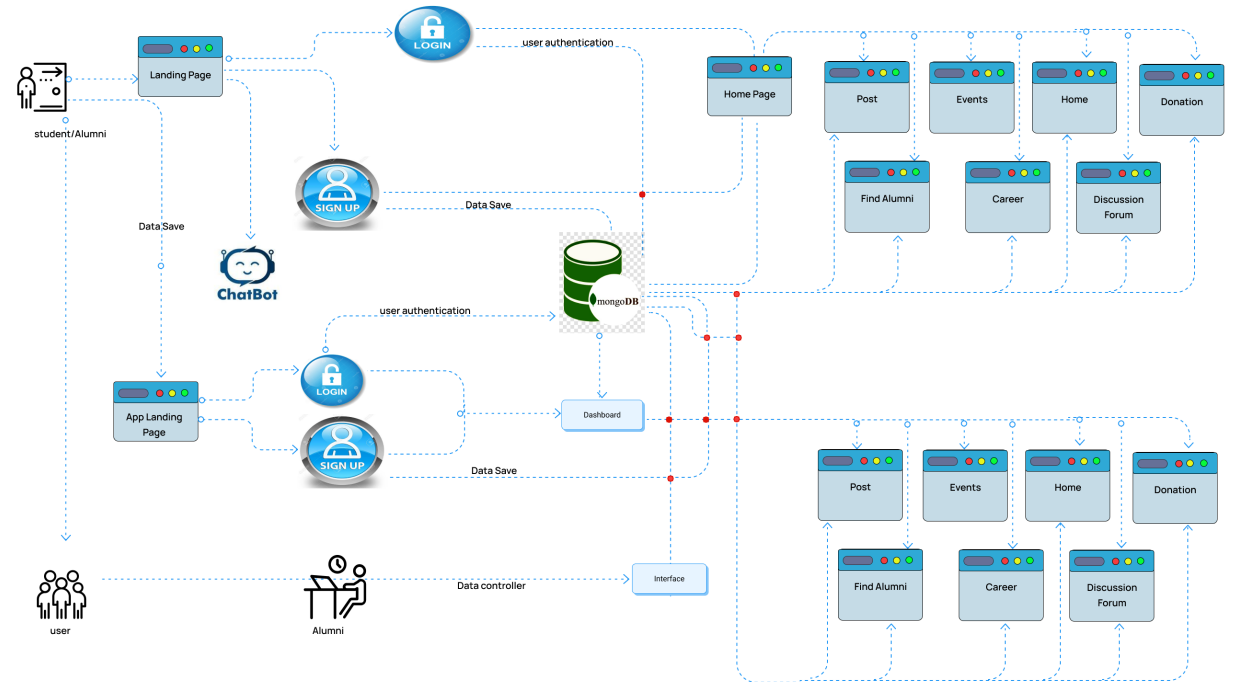 LOGIN
user authentication
Landing Page
Home Page
Post
Events
Home
Donation
student/Alumni
SIGN UP
Data Save
Find Alumni
Career
Discussion
Forum
Data Save
ChatBot
mongoDB
user authentication
LOGIN
App Landing
Page
Dashboard
SIGN UP
Data Save
Post
Events
Home
Donation
Find Alumni
Career
Discussion
Forum
Interface
Data controller
user
Alumni